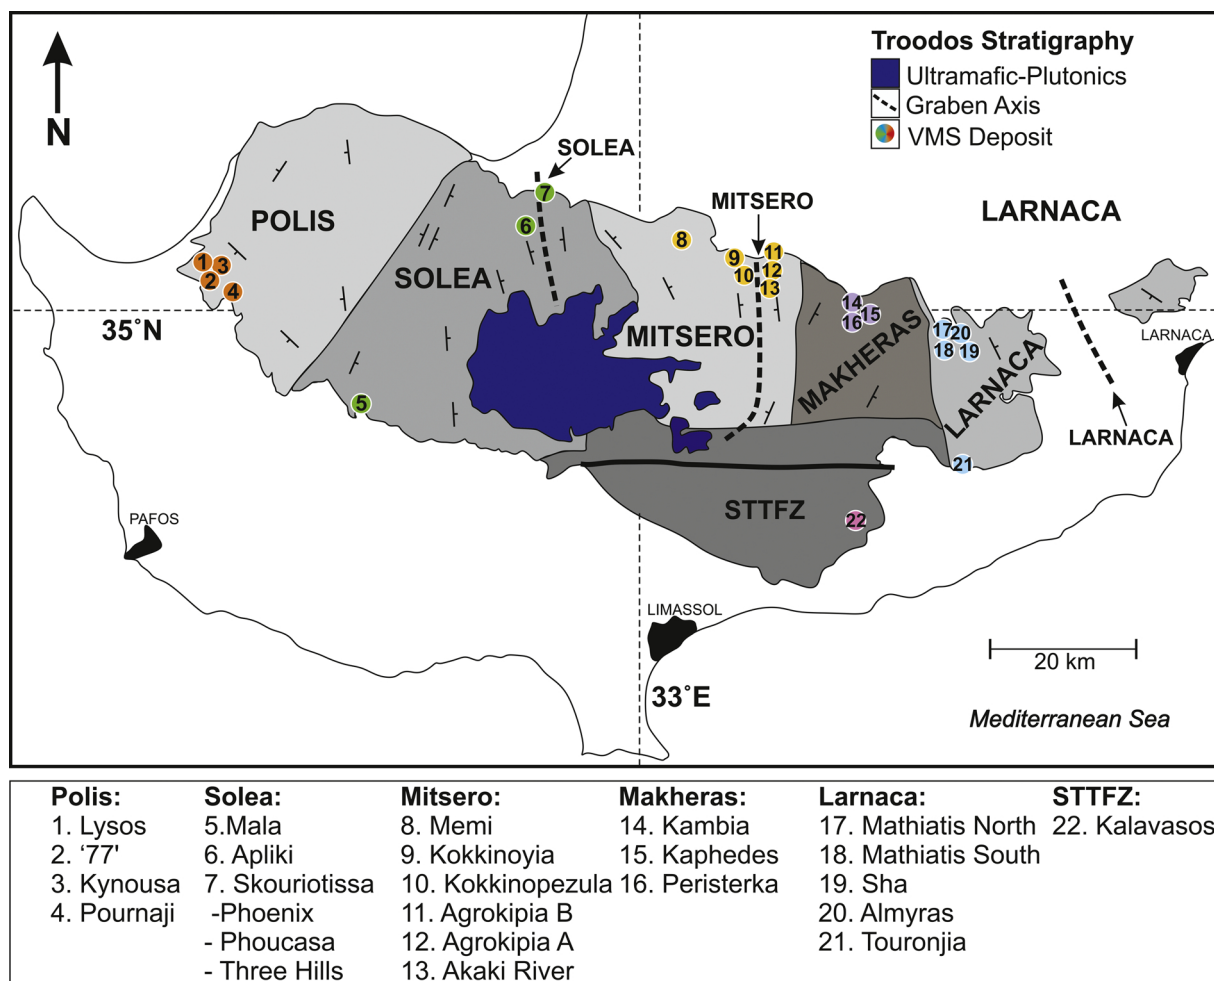 Troodos Stratigraphy
Ultramafic-Plutonics
Graben Axis
VMS Deposit
N
SOLEA
7
MITSERO
LARNACA
POLIS
6
8
9
11
SOLEA
10
12
13
1
3
2
4
14
15
16
35°N
MITSERO
MAKHERAS
17
20
18
19
LARNACA
LARNACA
LARNACA
5
21
STTFZ
22
PAFOS
LIMASSOL
20 km
33°E
Mediterranean Sea
Polis:
1. Lysos
2. ‘77'
3. Kynousa
4. Pournaji
Solea:
5.Mala
6. Apliki
7. Skouriotissa
-Phoenix
- Phoucasa
- Three Hills
Mitsero:
8. Memi
9. Kokkinoyia
10. Kokkinopezula
11. Agrokipia B
12. Agrokipia A
13. Akaki River
Makheras:
14. Kambia
15. Kaphedes
16. Peristerka
Larnaca:
17. Mathiatis North
18. Mathiatis South
19. Sha
20. Almyras
21. Touronjia
STTFZ:
22. Kalavasos